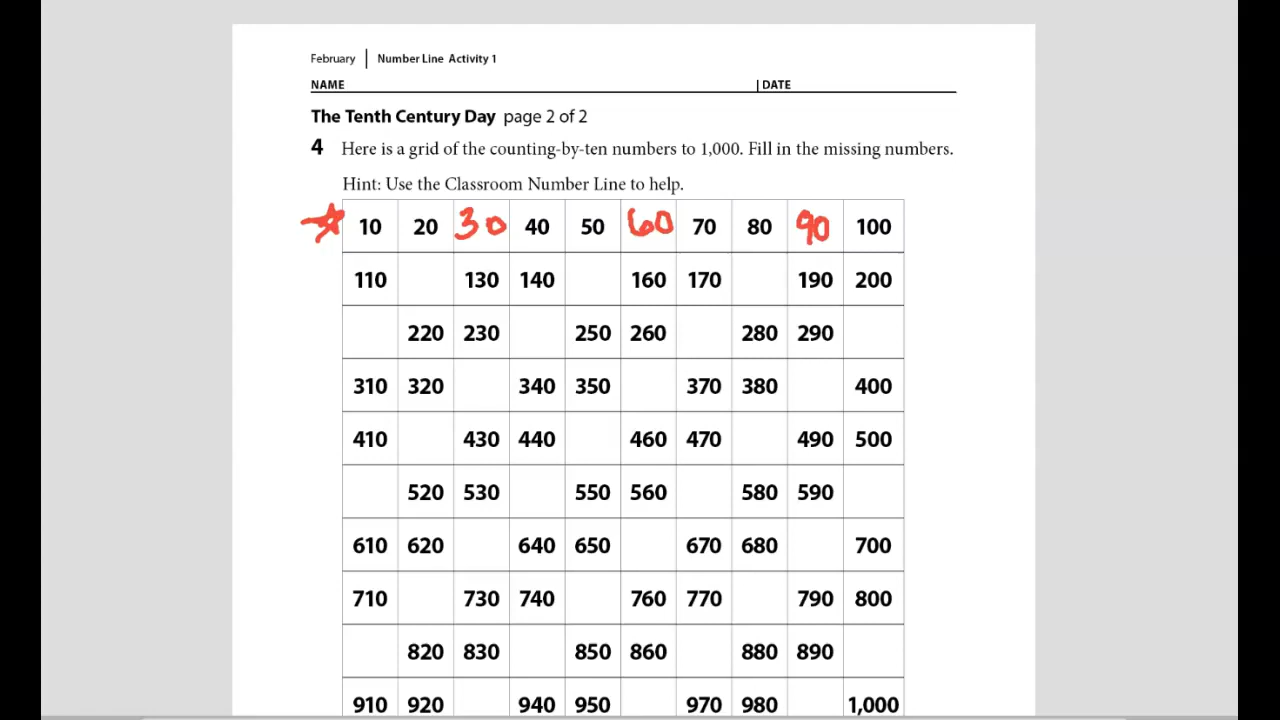 February | Number Line Activity 1
NAME | DATE
The Tenth Century Day page 2 of 2
4 Here is a grid of the counting-by-ten numbers to 1,000. Fill in the missing numbers.
Hint: Use the Classroom Number Line to help.
10 20 30 40 50 60 70 80 90 100
110 130 140 160 170 190 200
220 230 250 260 280 290
310 320 340 350 370 380 400
410 430 440 460 470 490 500
520 530 550 560 580 590
610 620 640 650 670 680 700
710 730 740 760 770 790 800
820 830 850 860 880 890
910 920 940 950 970 980 1,000